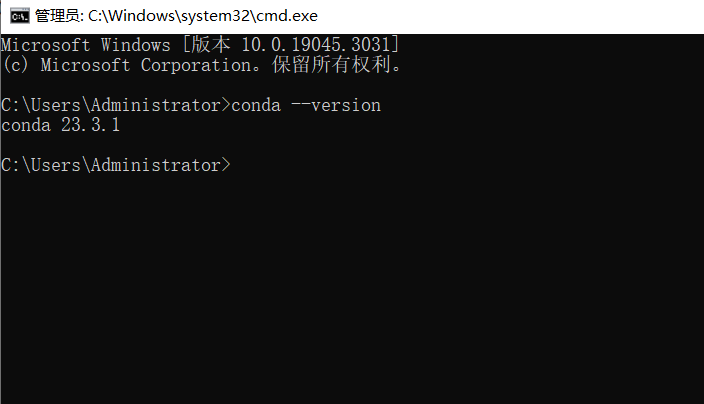 管理员: C:\Windows\system32\cmd.exe
Microsoft Windows [版本 10.0.19045.3031]
(c) Microsoft Corporation。保留所有权利。
C:\Users\Administrator>conda --version
conda 23.3.1
C:\Users\Administrator>